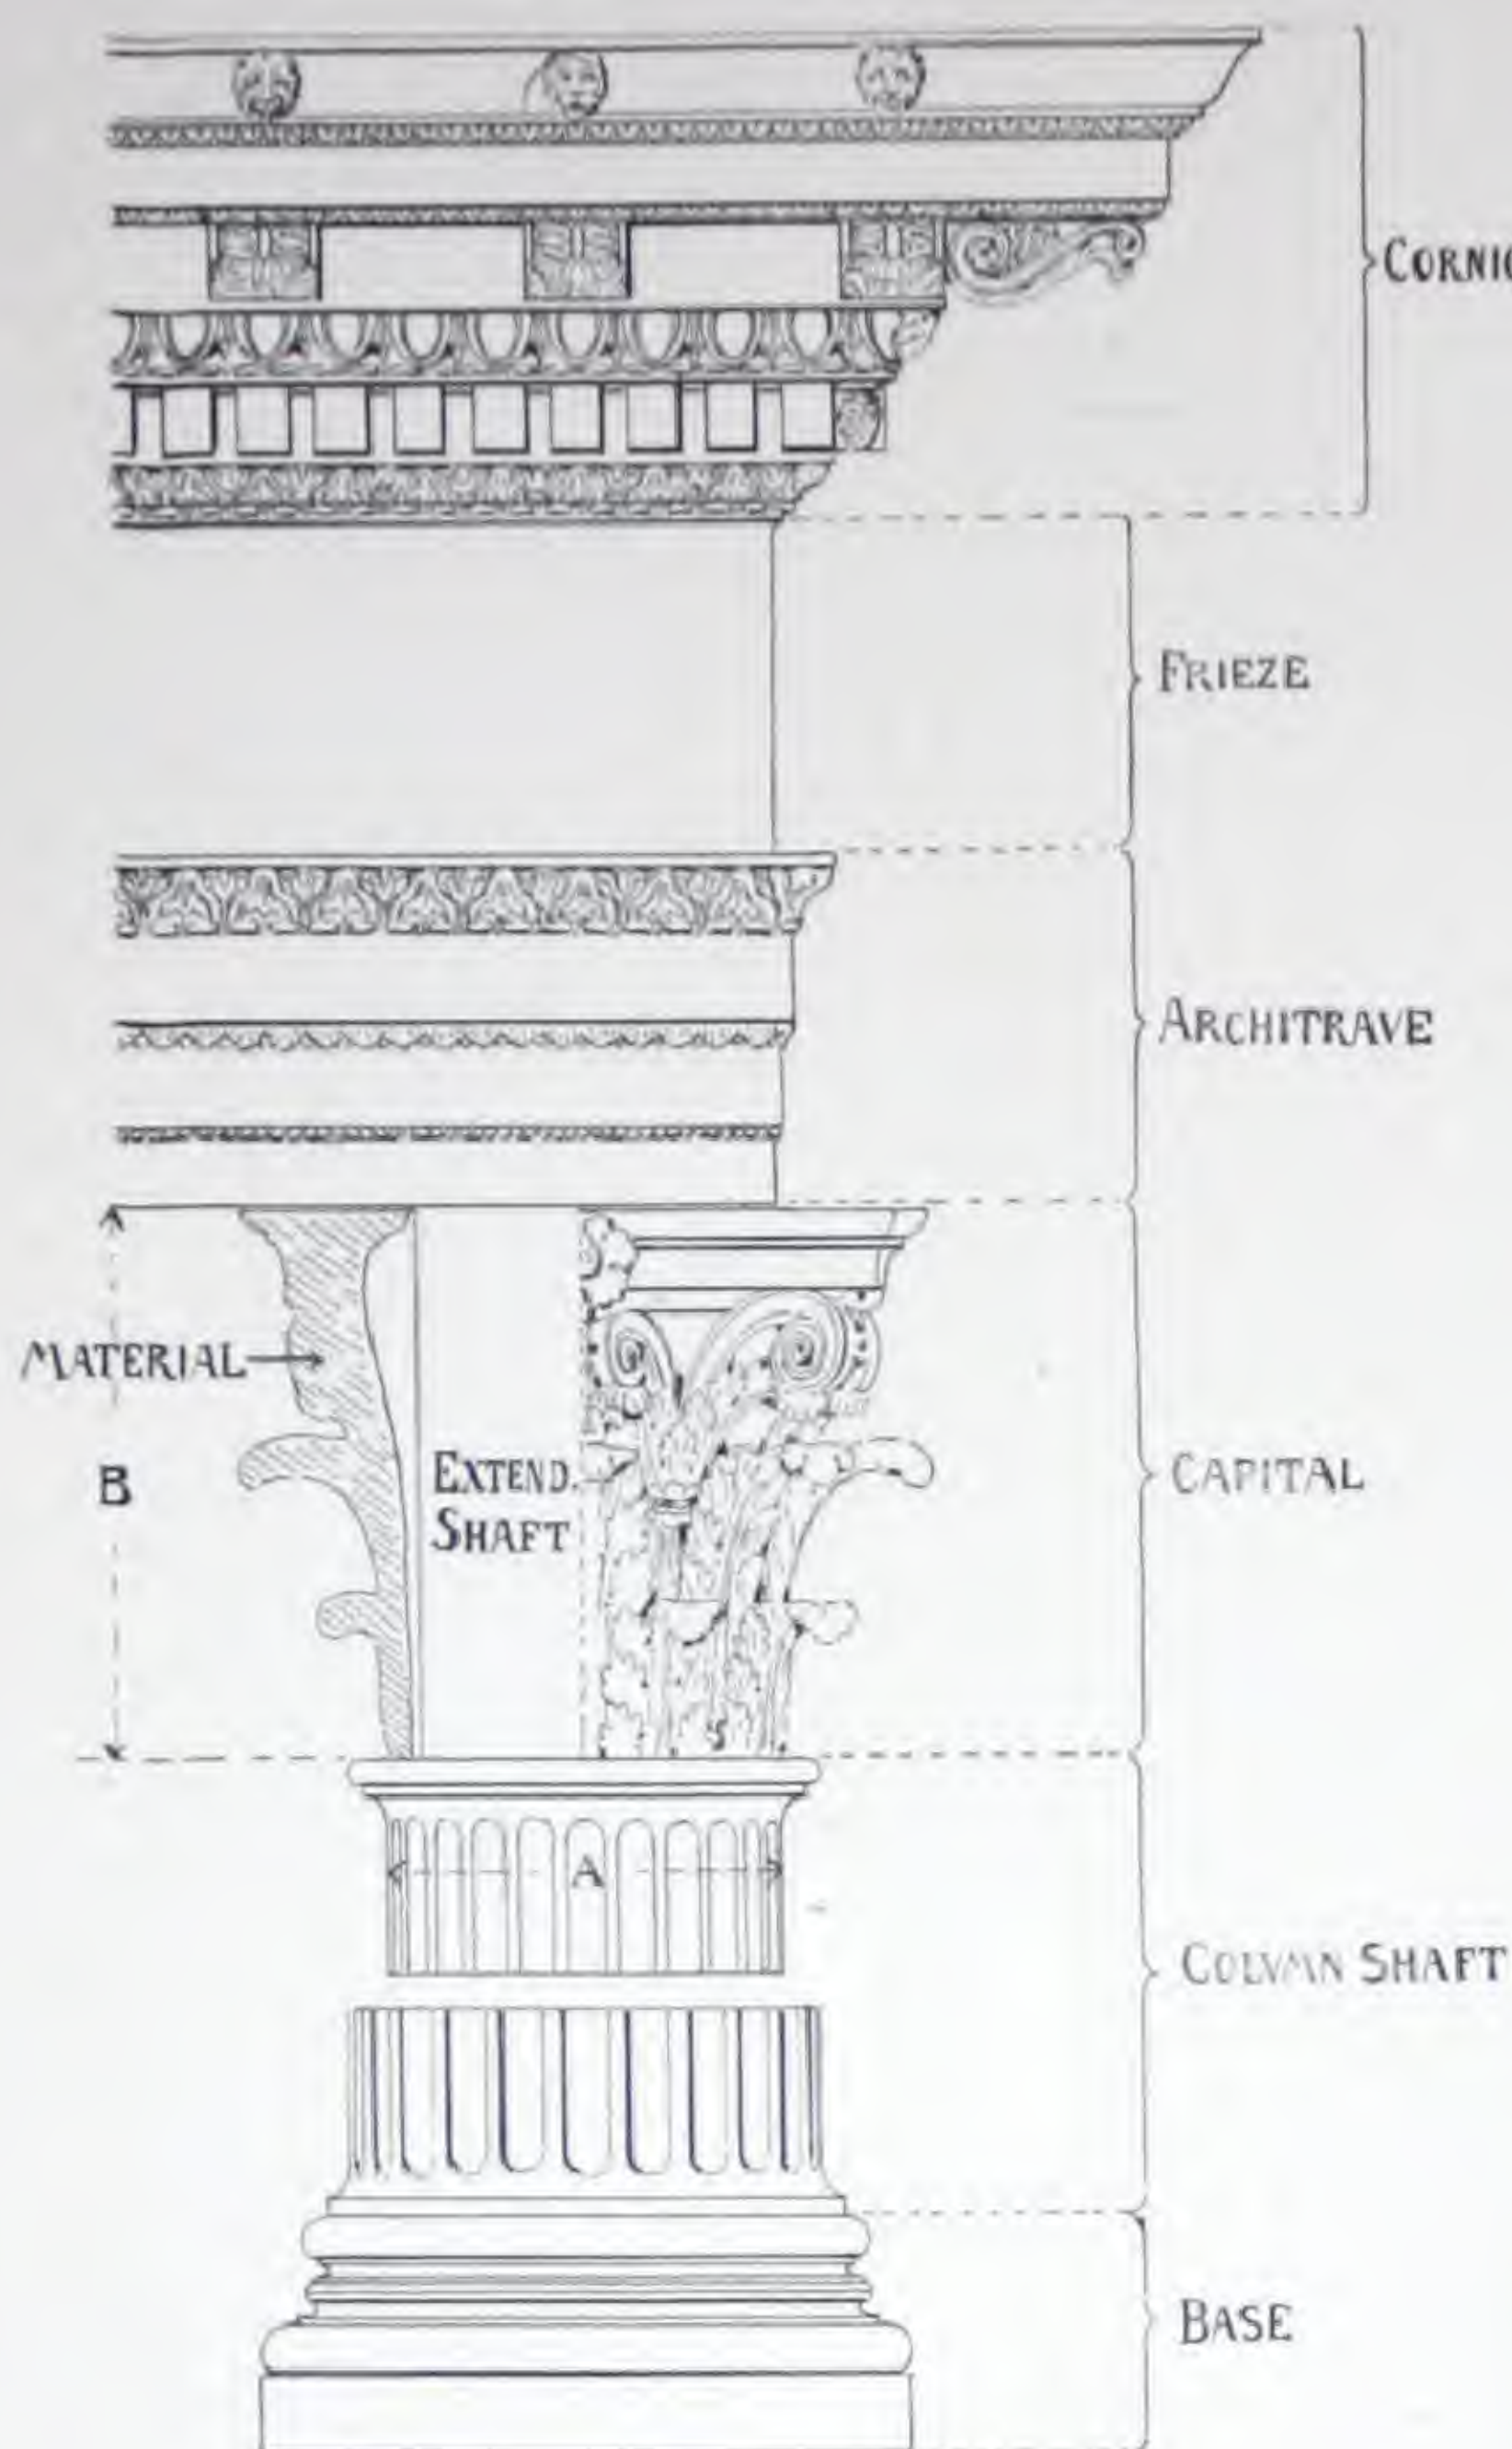 CORNIC
FRIEZE
ARCHITRAVE
MATERIAL
B
EXTEND.
SHAFT
CAPITAL
A
COLVMN SHAFT
BASE